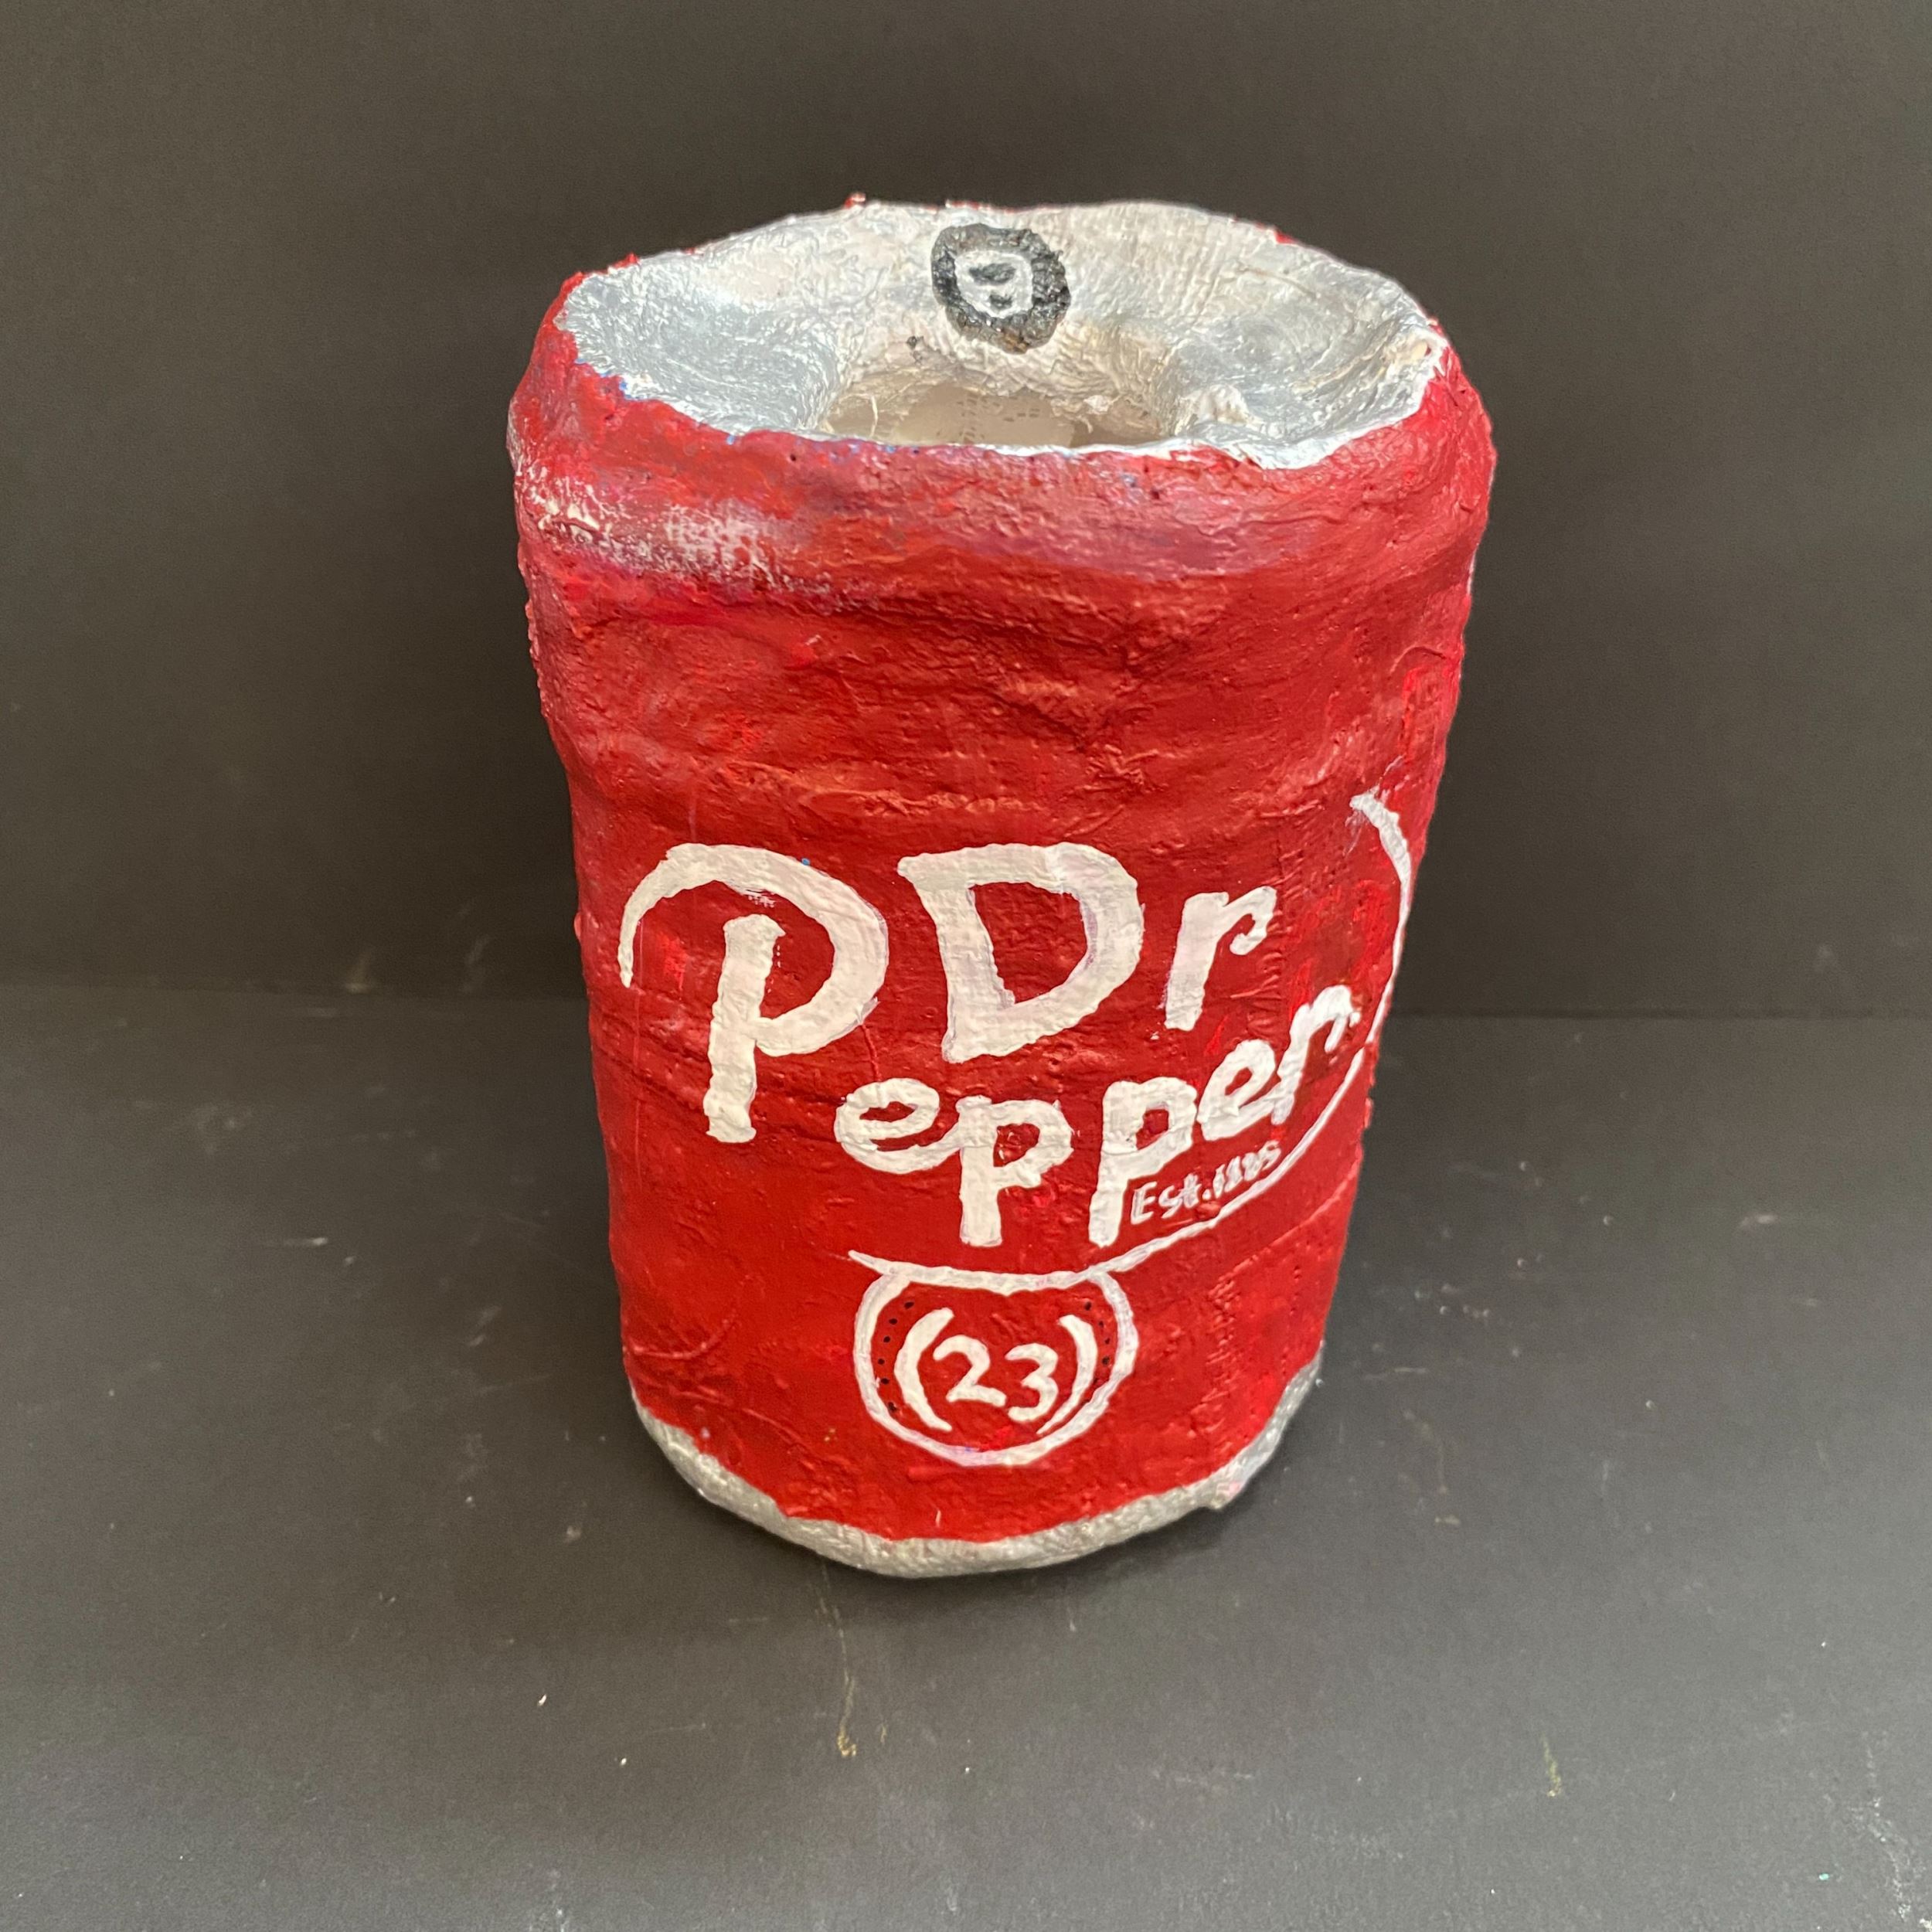 Dr
Pepper
Est. 1885
(23)